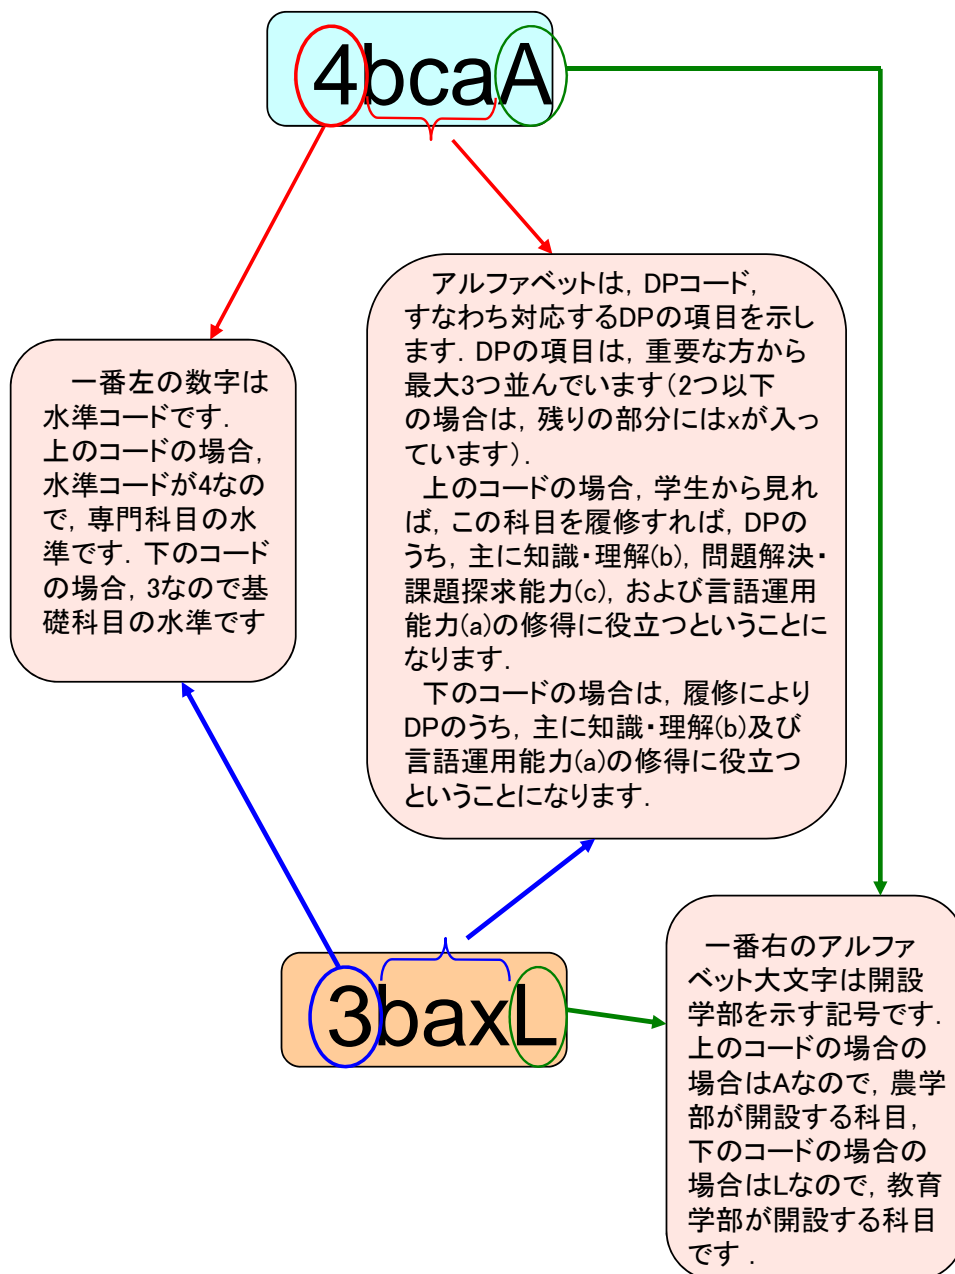 4bcaA
アルファベットは，DPコード，
すなわち対応するDPの項目を示し
ます．DPの項目は，重要な方から
最大3つ並んでいます（2つ以下
の場合は，残りの部分にはxが入っ
ています）．
上のコードの場合，学生から見れ
ば，この科目を履修すれば，DPの
うち，主に知識・理解(b)，問題解決・
課題探求能力(c)，および言語運用
能力(a)の修得に役立つということに
なります．
下のコードの場合は，履修により
DPのうち，主に知識・理解(b)及び
言語運用能力(a)の修得に役立つ
ということになります．
一番左の数字は
水準コードです．
上のコードの場合，
水準コードが4なの
で，専門科目の水
準です．下のコード
の場合，3なので基
礎科目の水準です
3baxL
一番右のアルファ
ベット大文字は開設
学部を示す記号です．
上のコードの場合の
場合はAなので，農学
部が開設する科目，
下のコードの場合の
場合はLなので，教育
学部が開設する科目
です．